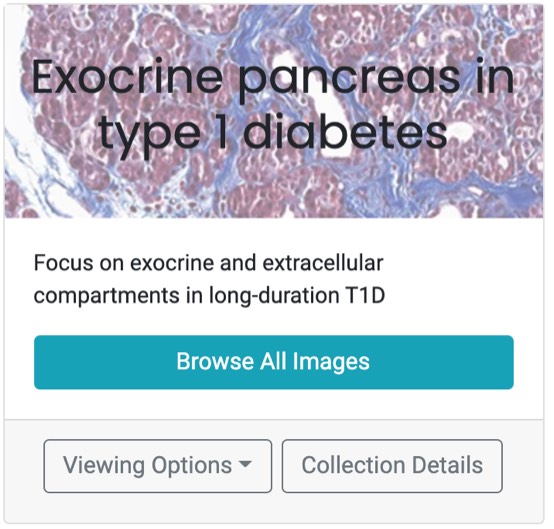 Exocrine pancreas in
type 1 diabetes
Focus on exocrine and extracellular
compartments in long-duration T1D
Browse All Images
Viewing Options
Collection Details